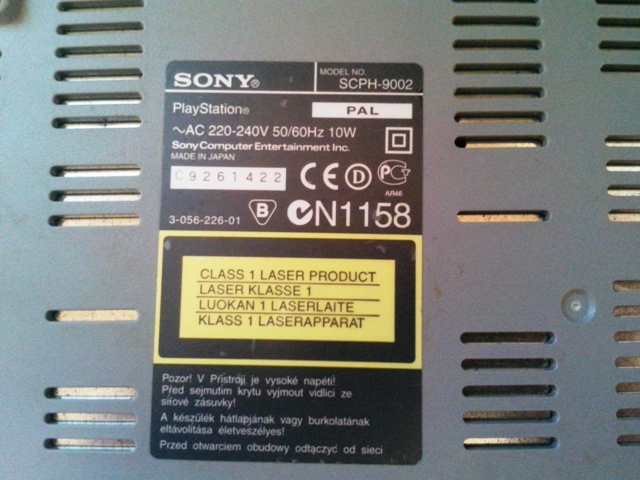 SONY®
MODEL NO.
SCPH-9002
PlayStation®
PAL
~AC 220-240V 50/60Hz 10W
Sony Computer Entertainment Inc.
MADE IN JAPAN
C9261422
CE D PCT
AR46
3-056-226-01
B
N1158
CLASS 1 LASER PRODUCT
LASER KLASSE 1
LUOKAN 1 LASERLAITE
KLASS 1 LASERAPPARAT
Pozor! V Přístroji je vysoké napětí!
Před sejmutím krytu vyjmout vidlici ze
síťové zásuvky!
A készülék hátlapjának vagy burkolatának
eltávolítása életveszélyes!
Przed otwarciem obudowy odtączyć od sieci